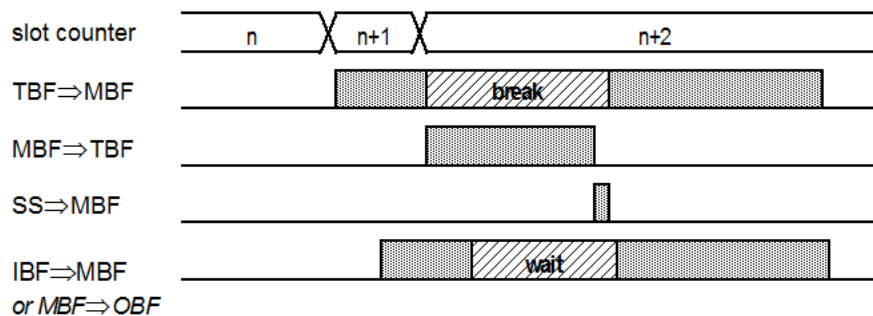 slot counter n n+1 n+2
TBF⇒MBF break
MBF⇒TBF
SS⇒MBF
IBF⇒MBF wait
or MBF⇒OBF